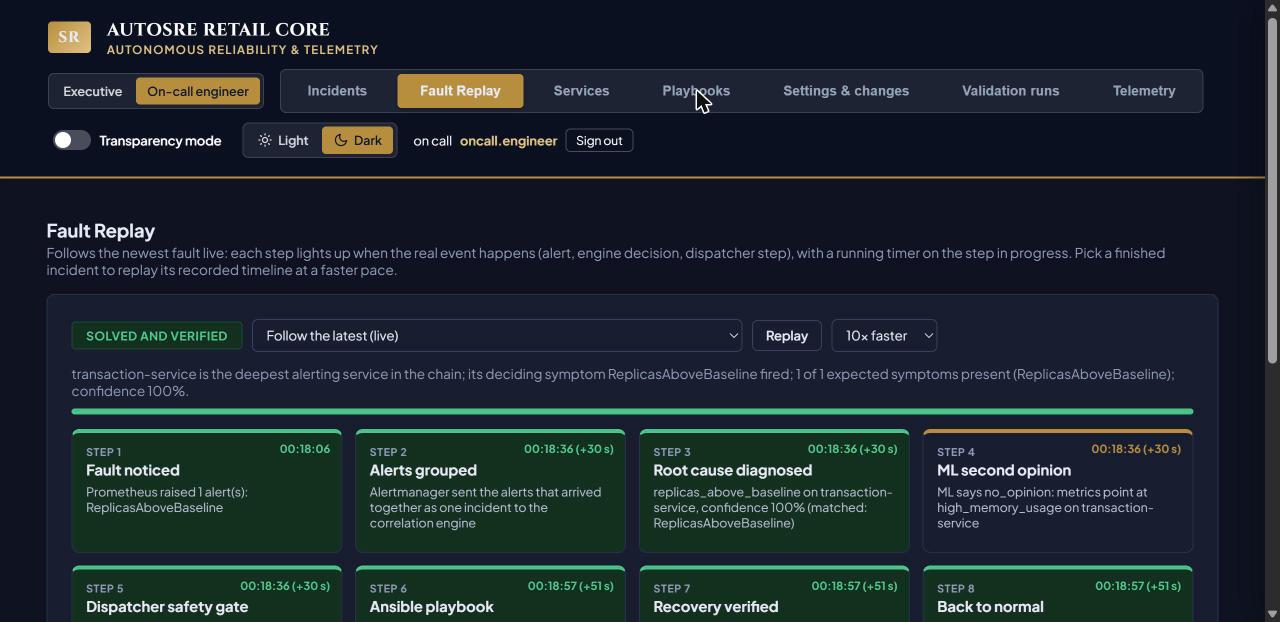 SR
AUTOSRE RETAIL CORE
AUTONOMOUS RELIABILITY & TELEMETRY
Executive
On-call engineer
Incidents
Fault Replay
Services
Playbooks
Settings & changes
Validation runs
Telemetry
Transparency mode
Light
Dark
on call oncall.engineer
Sign out
Fault Replay
Follows the newest fault live: each step lights up when the real event happens (alert, engine decision, dispatcher step), with a running timer on the step in progress. Pick a finished
incident to replay its recorded timeline at a faster pace.
SOLVED AND VERIFIED
Follow the latest (live)
Replay
10× faster
transaction-service is the deepest alerting service in the chain; its deciding symptom ReplicasAboveBaseline fired; 1 of 1 expected symptoms present (ReplicasAboveBaseline);
confidence 100%.
STEP 1
00:18:06
Fault noticed
Prometheus raised 1 alert(s):
ReplicasAboveBaseline
STEP 2
00:18:36 (+30 s)
Alerts grouped
Alertmanager sent the alerts that arrived
together as one incident to the
correlation engine
STEP 3
00:18:36 (+30 s)
Root cause diagnosed
replicas_above_baseline on transaction-
service, confidence 100% (matched:
ReplicasAboveBaseline)
STEP 4
00:18:36 (+30 s)
ML second opinion
ML says no_opinion: metrics point at
high_memory_usage on transaction-
service
STEP 5
00:18:36 (+30 s)
Dispatcher safety gate
STEP 6
00:18:57 (+51 s)
Ansible playbook
STEP 7
00:18:57 (+51 s)
Recovery verified
STEP 8
00:18:57 (+51 s)
Back to normal